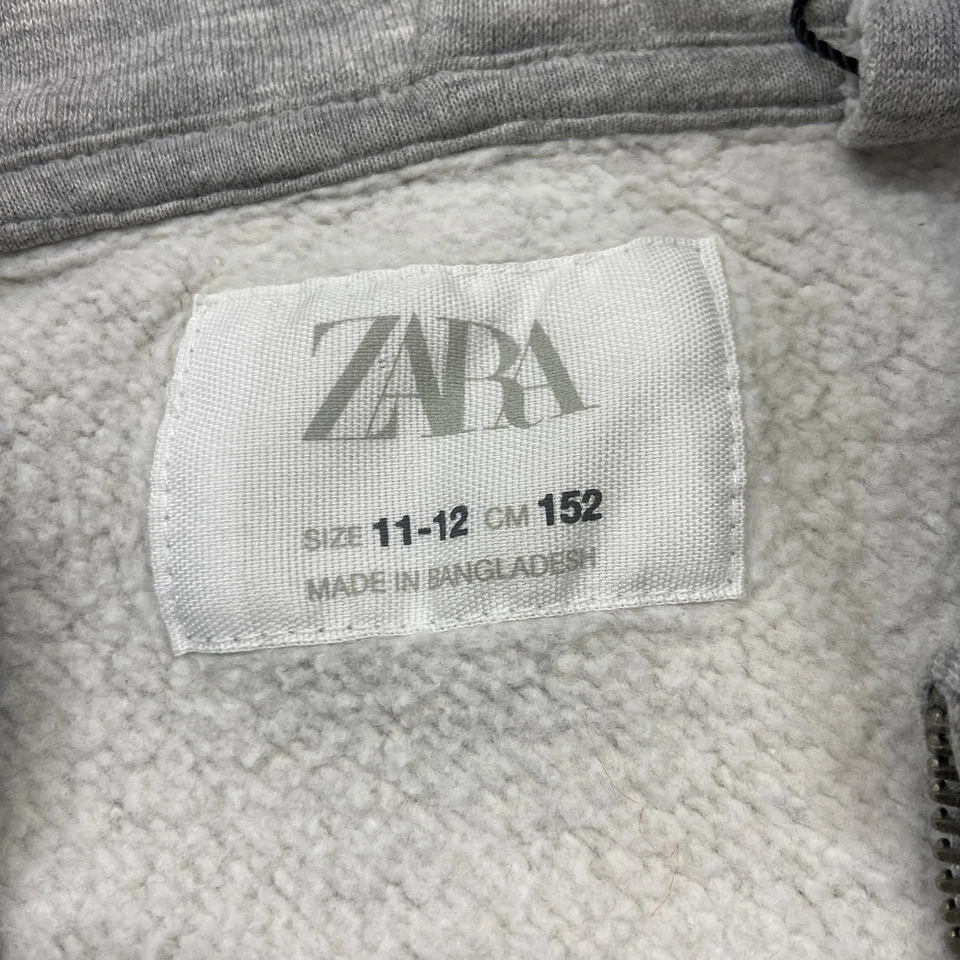 ZARA
SIZE 11-12 CM 152
MADE IN BANGLADESH